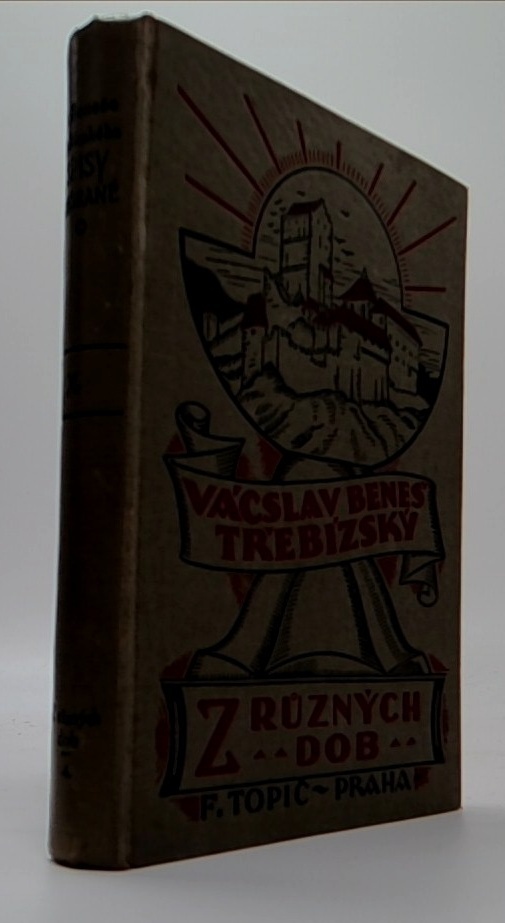 VÁCSLAV BENEŠ
TŘEBÍZSKÝ
Z RŮZNÝCH
DOB
F. TOPIČ~PRAHA